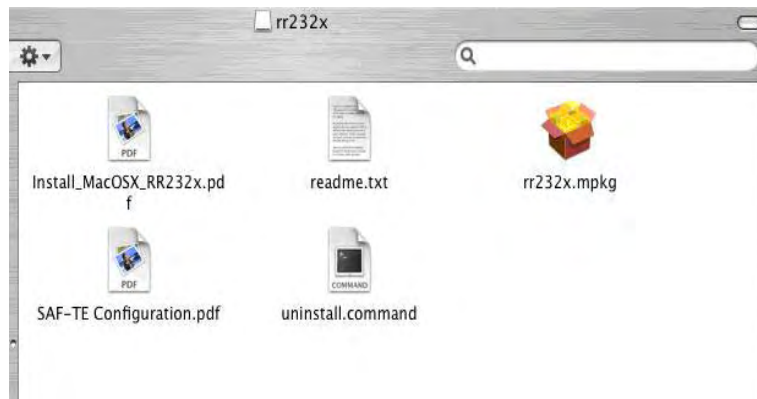 rr232x
PDF
Install_MacOSX_RR232x.pd
f
readme.txt
rr232x.mpkg
PDF
SAF-TE Configuration.pdf
COMMAND
uninstall.command